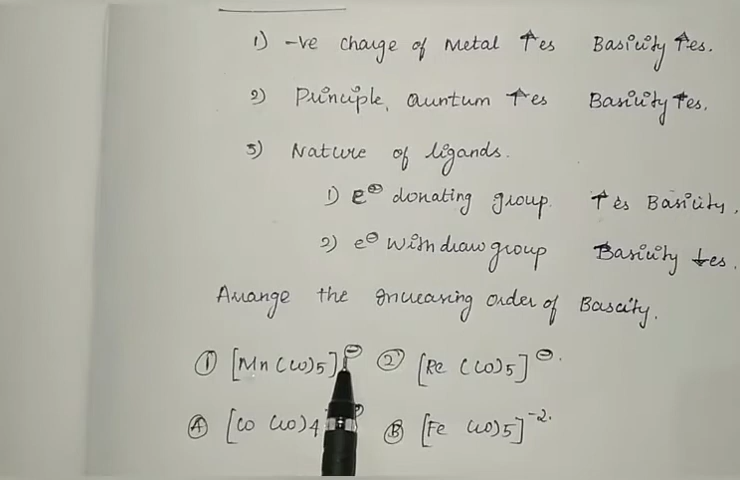 1) -ve charge of Metal ↑es Basicity ↑es.
2) Principle, Quntum ↑es Basicity ↑es.
3) Nature of ligands.
1) e⊖ donating group. ↑es Basicity.
2) e⊖ withdraw group Basicity ↓es.
Arrange the Increasing order of Bascity.
① [Mn (CO)5]⊖ ② [Re (CO)5]⊖.
Ⓐ [CO (CO)4 Ⓑ [Fe (CO)5]-2.